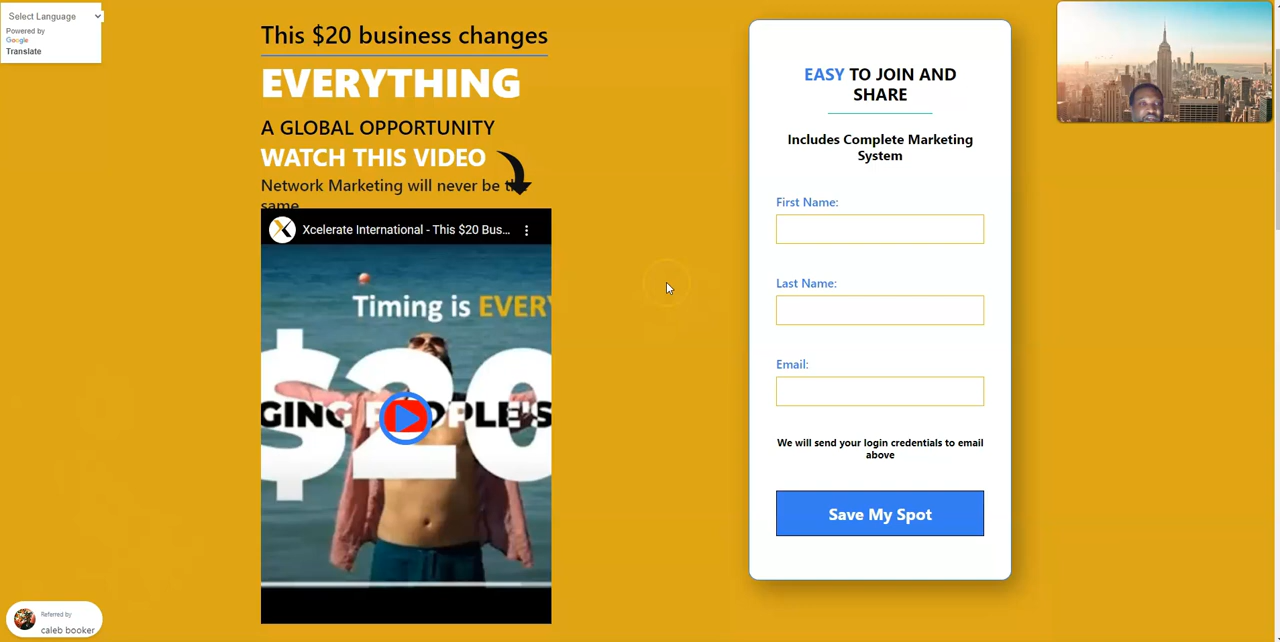 Select Language
Powered by
Google
Translate
This $20 business changes
EVERYTHING
A GLOBAL OPPORTUNITY
WATCH THIS VIDEO
Network Marketing will never be the
same
Xcelerate International - This $20 Bus...
Timing is EVERY
$20
GING PEOPLE'S
Referred by
caleb booker
EASY TO JOIN AND
SHARE
Includes Complete Marketing
System
First Name:
Last Name:
Email:
We will send your login credentials to email
above
Save My Spot